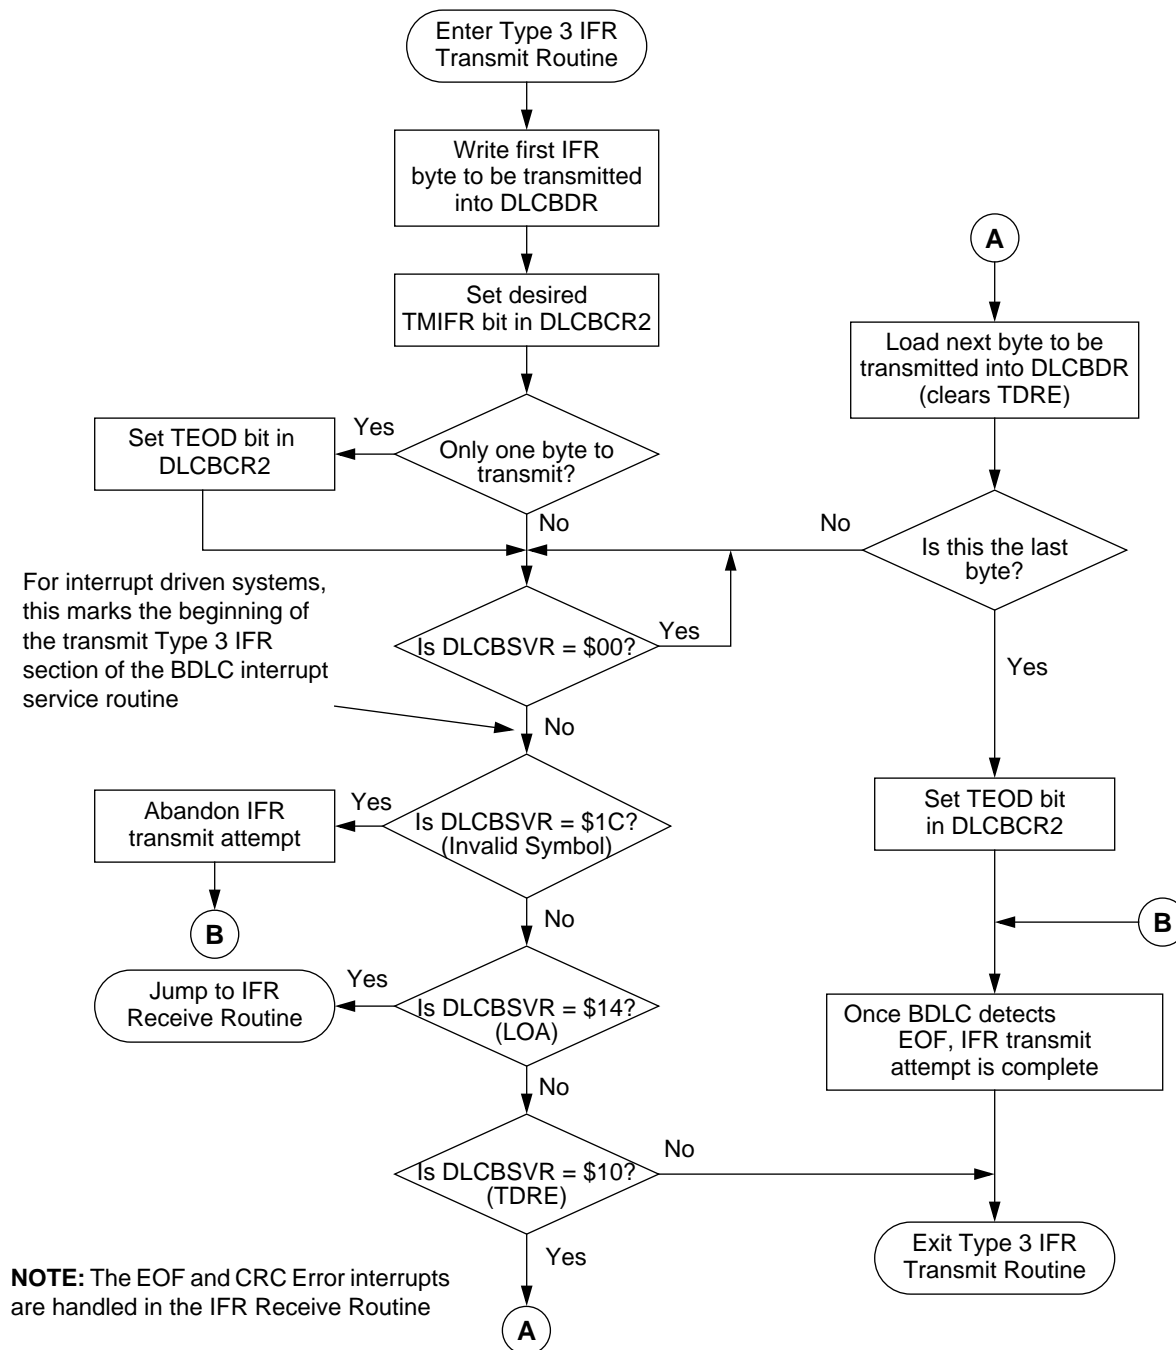 Enter Type 3 IFR
Transmit Routine
Write first IFR
byte to be transmitted
into DLCBDR
Set desired
TMIFR bit in DLCBCR2
Only one byte to
transmit?
Yes
Set TEOD bit in
DLCBCR2
No
For interrupt driven systems,
this marks the beginning of
the transmit Type 3 IFR
section of the BDLC interrupt
service routine
Is DLCBSVR = $00?
Yes
No
Is DLCBSVR = $1C?
(Invalid Symbol)
Yes
Abandon IFR
transmit attempt
B
No
Is DLCBSVR = $14?
(LOA)
Yes
Jump to IFR
Receive Routine
No
Is DLCBSVR = $10?
(TDRE)
No
Yes
A
A
Load next byte to be
transmitted into DLCBDR
(clears TDRE)
Is this the last
byte?
No
Yes
Set TEOD bit
in DLCBCR2
B
Once BDLC detects
EOF, IFR transmit
attempt is complete
Exit Type 3 IFR
Transmit Routine
NOTE: The EOF and CRC Error interrupts
are handled in the IFR Receive Routine